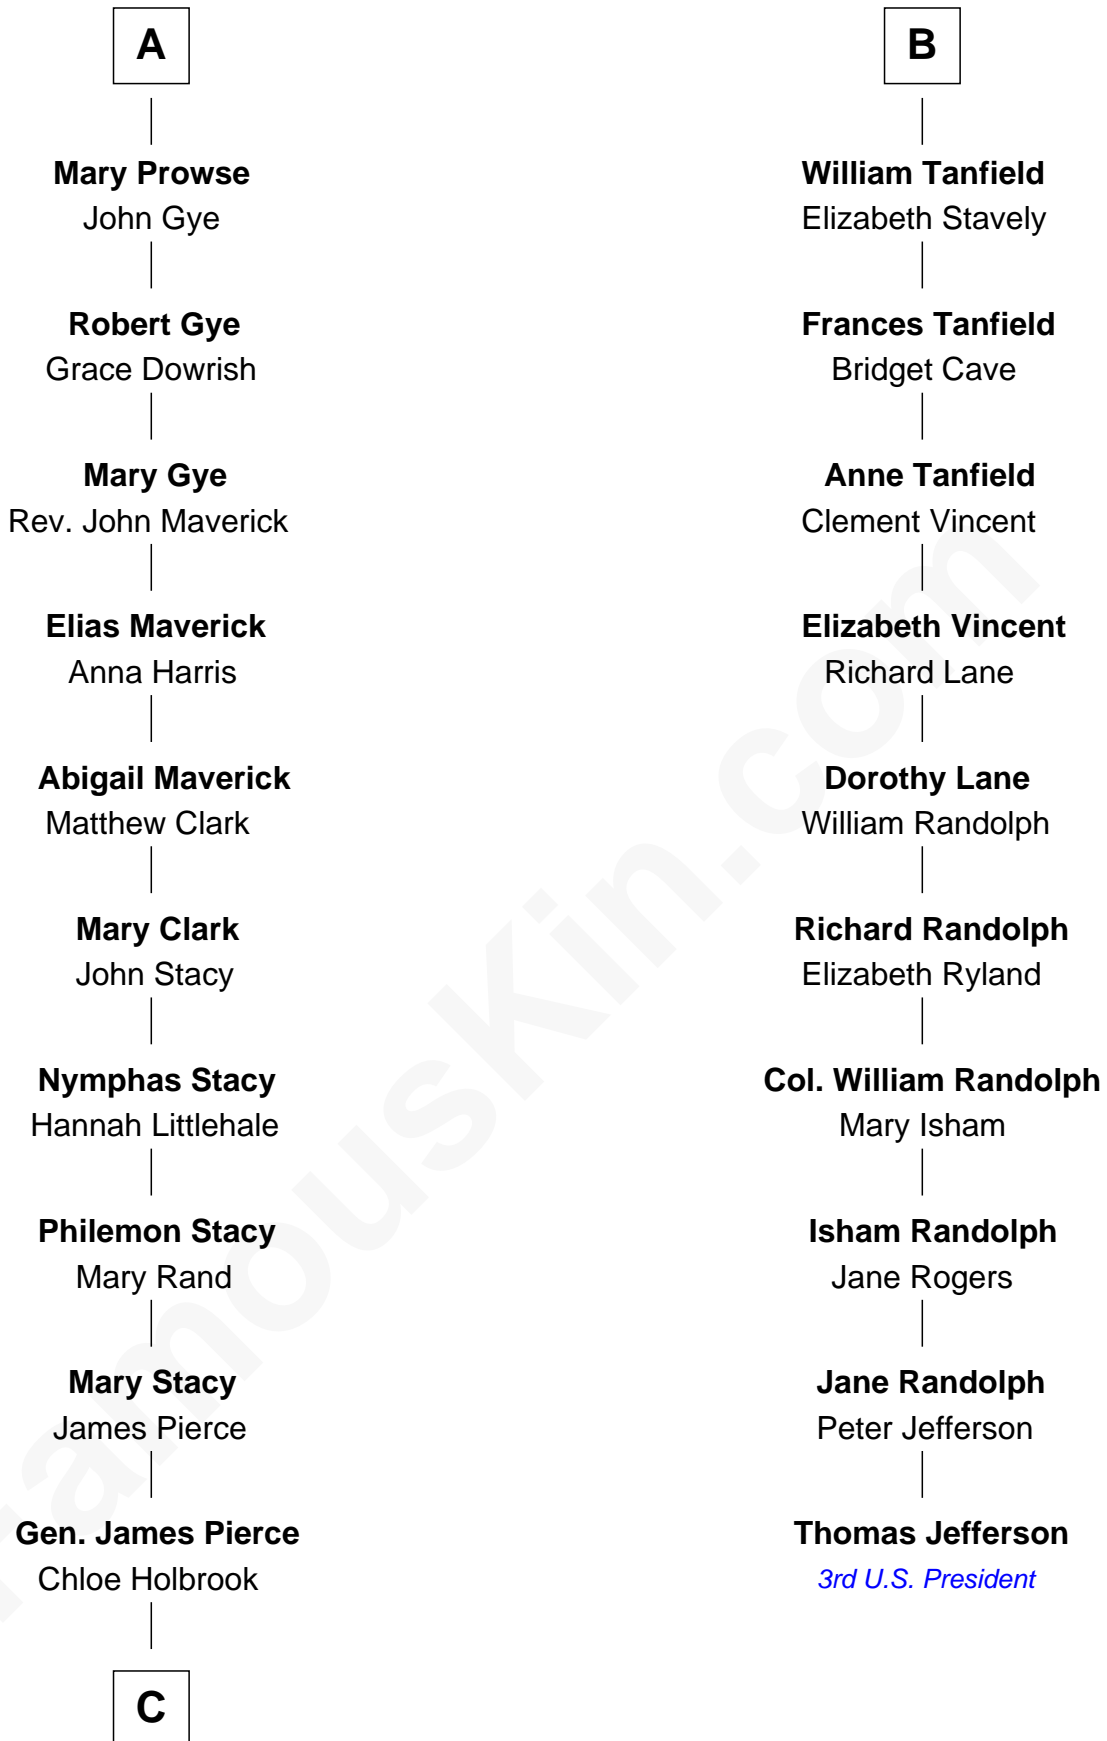 A
Mary Prowse
John Gye
Robert Gye
Grace Dowrish
Mary Gye
Rev. John Maverick
Elias Maverick
Anna Harris
Abigail Maverick
Matthew Clark
Mary Clark
John Stacy
Nymphas Stacy
Hannah Littlehale
Philemon Stacy
Mary Rand
Mary Stacy
James Pierce
Gen. James Pierce
Chloe Holbrook
C
B
William Tanfield
Elizabeth Stavely
Frances Tanfield
Bridget Cave
Anne Tanfield
Clement Vincent
Elizabeth Vincent
Richard Lane
Dorothy Lane
William Randolph
Richard Randolph
Elizabeth Ryland
Col. William Randolph
Mary Isham
Isham Randolph
Jane Rogers
Jane Randolph
Peter Jefferson
Thomas Jefferson
3rd U.S. President
FamousKin.com